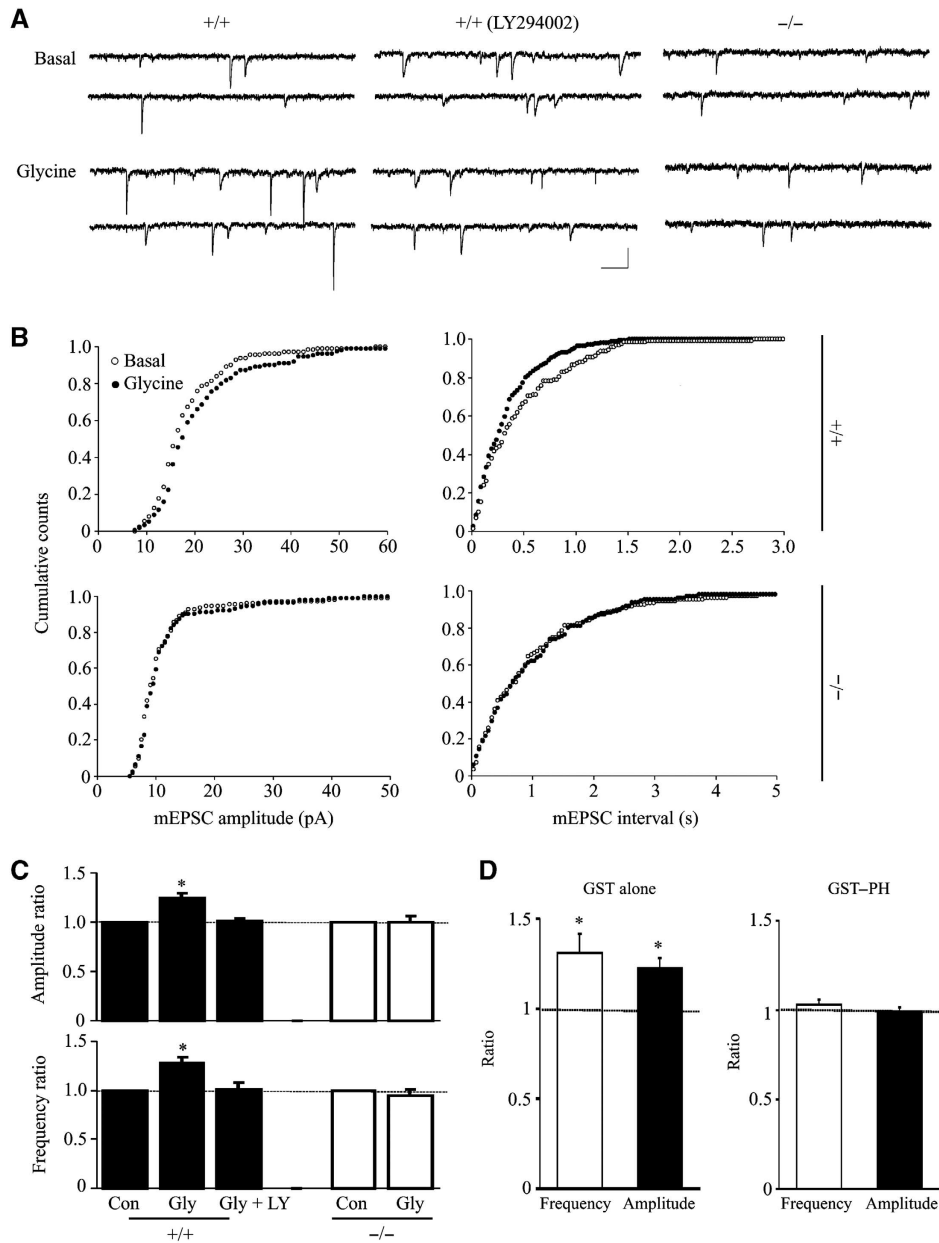 A
+/+
+/+ (LY294002)
−/−
Basal
Glycine
B
Cumulative counts
1.0
0.8
0.6
0.4
0.2
0
Basal
Glycine
0
10
20
30
40
50
60
1.0
0.8
0.6
0.4
0.2
0
0
0.5
1.0
1.5
2.0
2.5
3.0
+/+
1.0
0.8
0.6
0.4
0.2
0
0
10
20
30
40
50
mEPSC amplitude (pA)
1.0
0.8
0.6
0.4
0.2
0
0
1
2
3
4
5
mEPSC interval (s)
−/−
C
Amplitude ratio
1.5
1.0
0.5
0
*
Frequency ratio
1.5
1.0
0.5
0
*
Con
Gly
Gly + LY
Con
Gly
+/+
−/−
D
GST alone
Ratio
1.5
1
0.5
0
*
*
Frequency
Amplitude
GST–PH
Ratio
1.5
1
0.5
0
Frequency
Amplitude